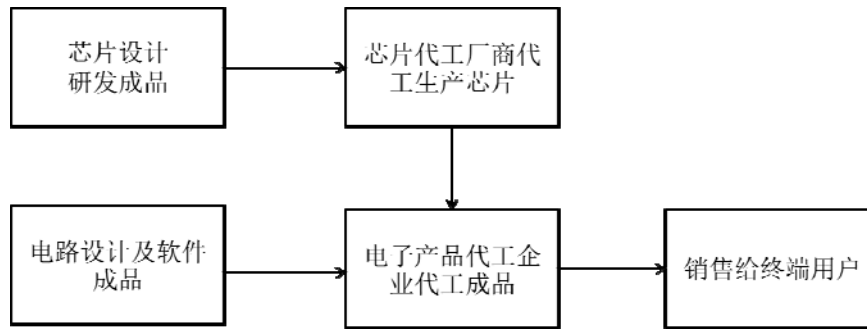 芯片设计
研发成品
芯片代工厂商代
工生产芯片
电路设计及软件
成品
电子产品代工企
业代工成品
销售给终端用户